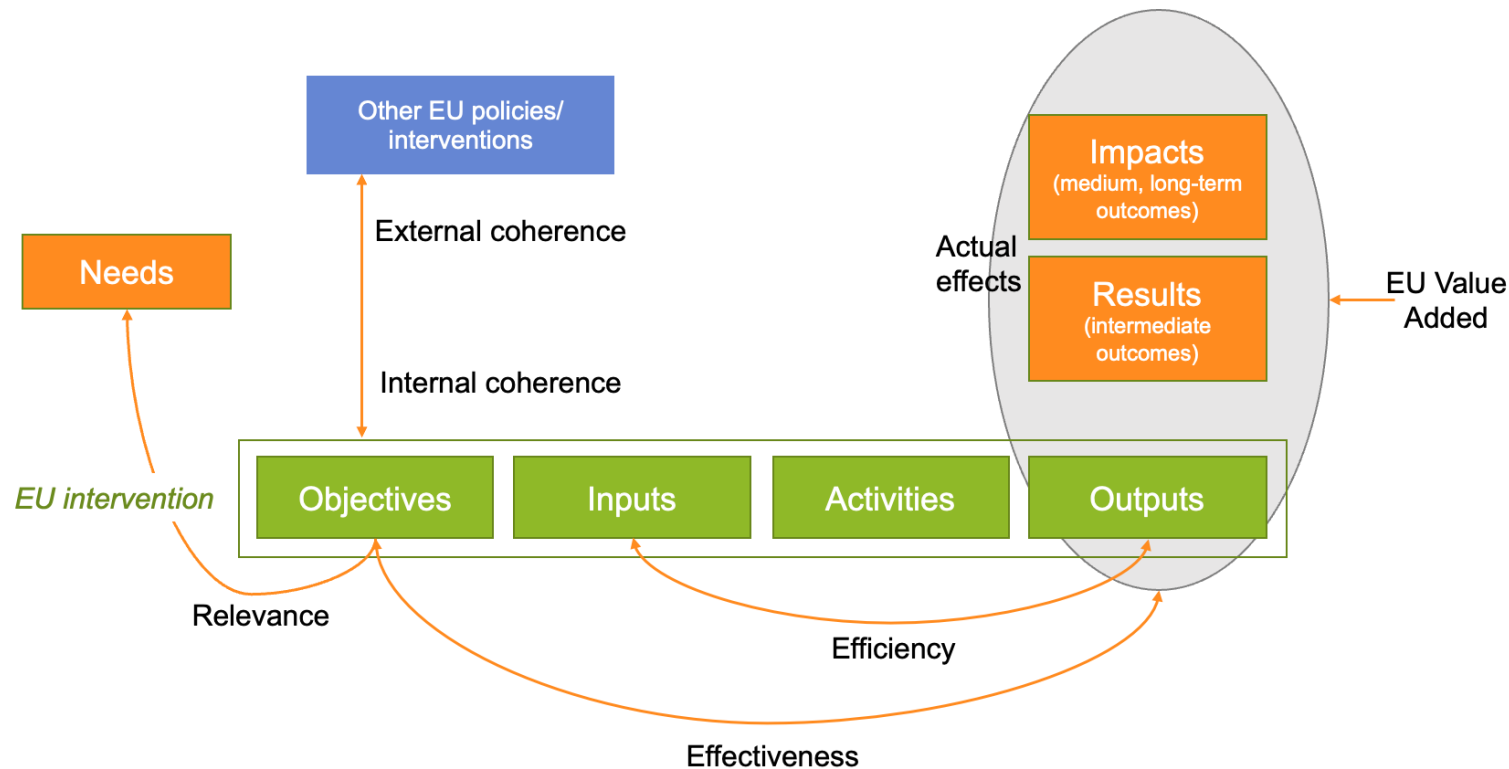 Other EU policies/
interventions
Impacts
(medium, long-term
outcomes)
External coherence
Actual
effects
Needs
Results
(intermediate
outcomes)
EU Value
Added
Internal coherence
EU intervention
Objectives
Inputs
Activities
Outputs
Relevance
Efficiency
Effectiveness